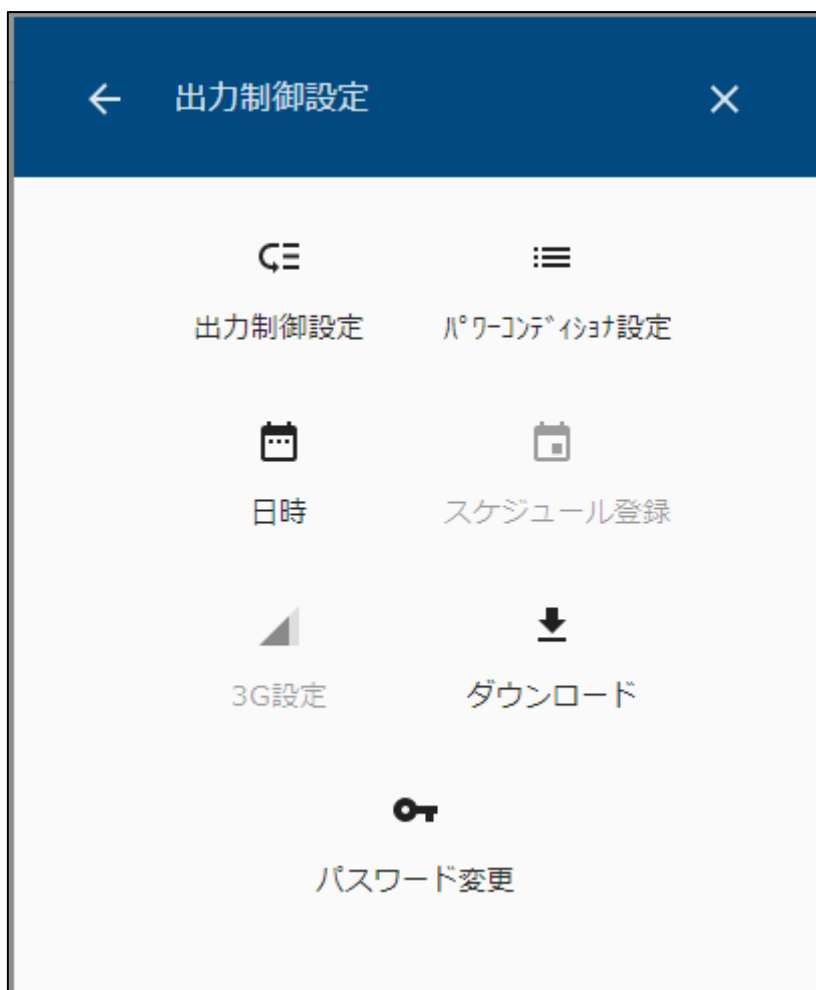 出力制御設定
出力制御設定
ﾊﾟﾜｰｺﾝﾃﾞｨｼｮﾅ設定
日時
スケジュール登録
3G設定
ダウンロード
パスワード変更